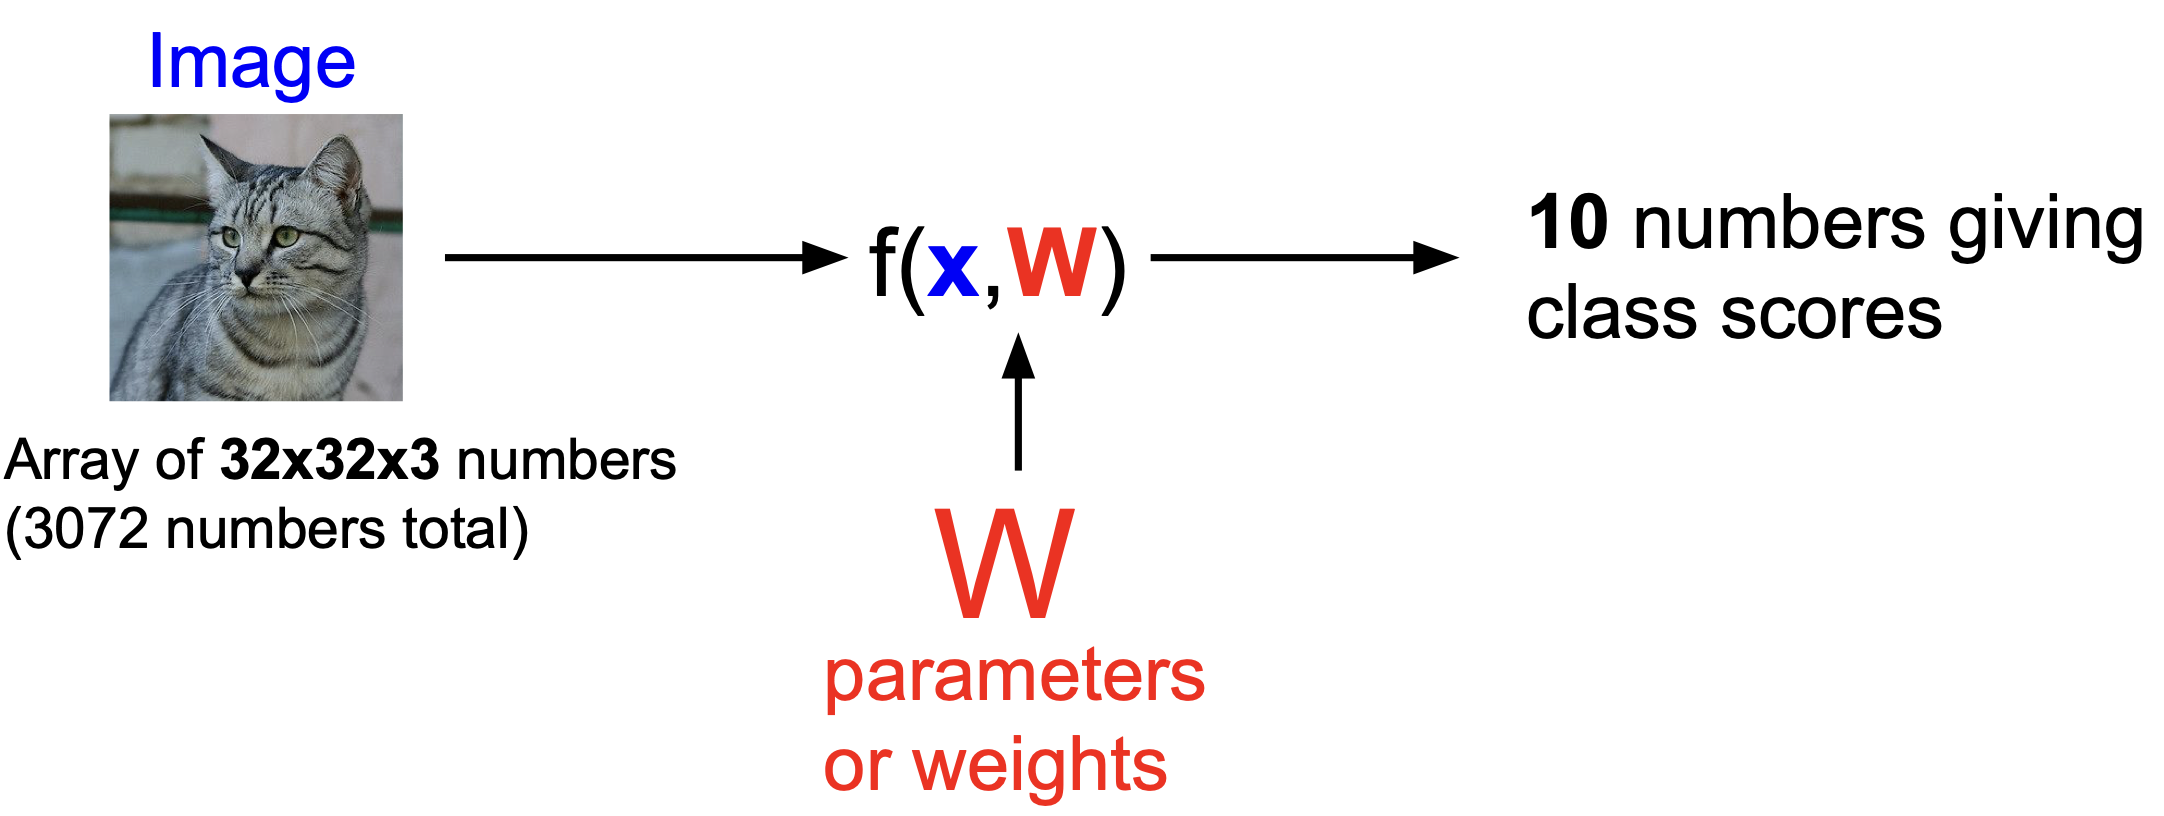 Image
Array of 32x32x3 numbers
(3072 numbers total)
f(x,W)
W
parameters
or weights
10 numbers giving
class scores